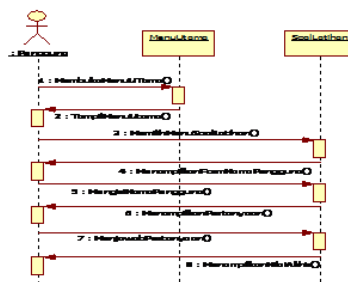 : Pengguna
MenuUtama
SoalLatihan
1 : MembukaMenuUtama()
2 : TampilMenuUtama()
3 : MemilihMenuSoalLatihan()
4 : MenampilkanFormNamaPengguna()
5 : MengisiNamaPengguna()
6 : MenampilkanPertanyaan()
7 : MenjawabPertanyaan()
8 : MenampilkanNilaiAkhir()